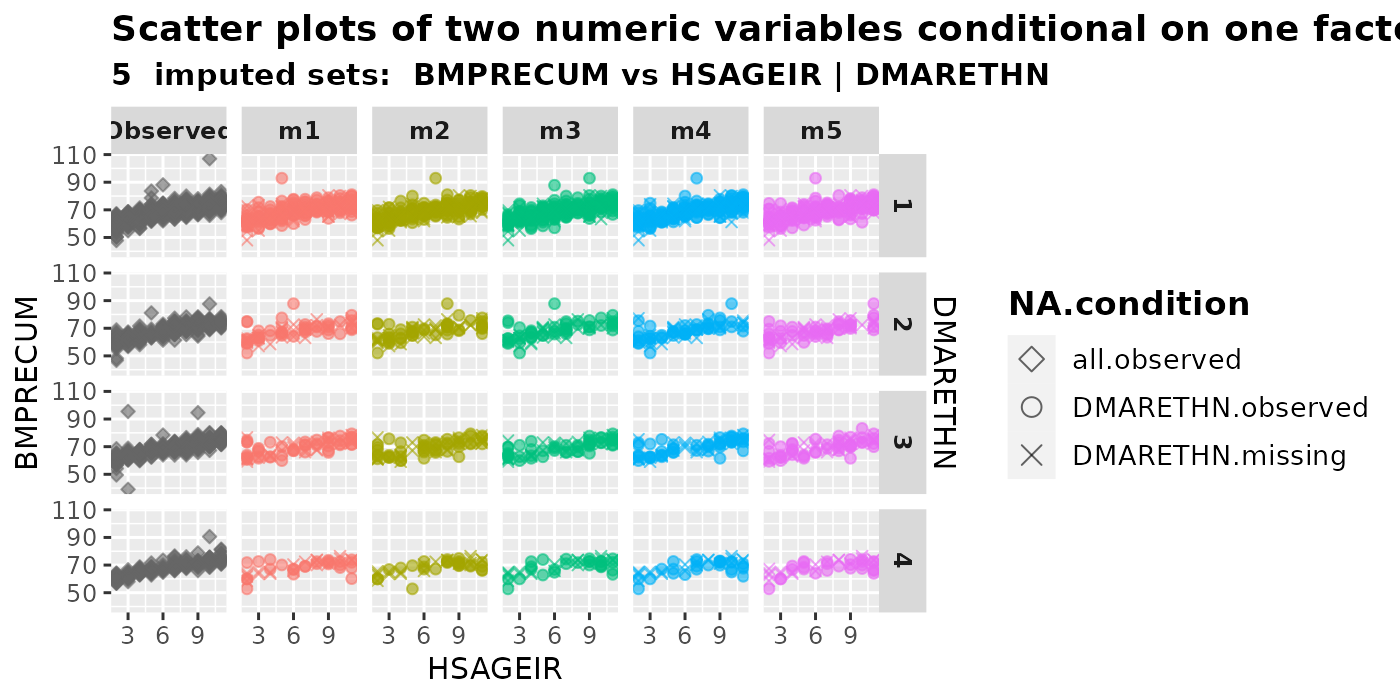 Scatter plots of two numeric variables conditional on one facto
5 imputed sets: BMPRECUM vs HSAGEIR | DMARETHN
Observed m1 m2 m3 m4 m5
110
90
70
50
1
110
90
70
50
2
110
90
70
50
3
110
90
70
50
4
3 6 9 3 6 9 3 6 9 3 6 9 3 6 9 3 6 9
HSAGEIR
BMPRECUM
DMARETHN
NA.condition
all.observed
DMARETHN.observed
DMARETHN.missing